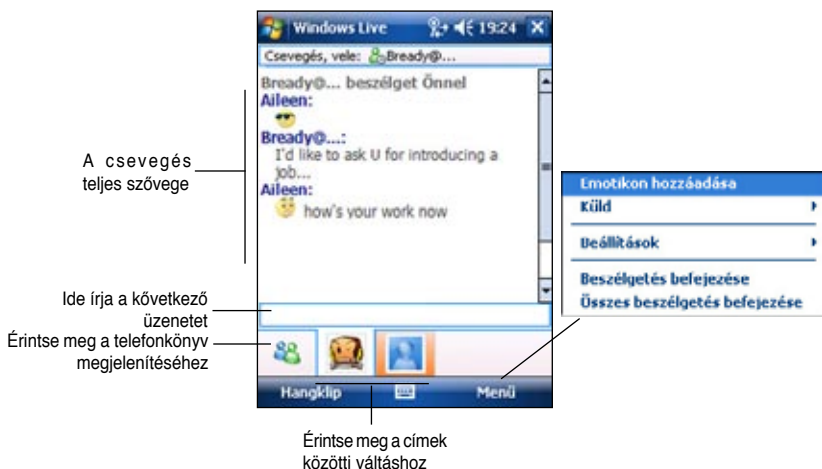 Windows Live 19:24
Csevegés, vele: Bready@...
Bready@... beszélget Önnel
Aileen:
Bready@...:
I'd like to ask U for introducing a
job...
Aileen:
how's your work now
Hangklip Menü
A csevegés
teljes szővege
Ide írja a kővetkező
üzenetet
Érintse meg a telefonkönyv
megjelenítéséhez
Érintse meg a címek
közötti váltáshoz
Emotikon hozzáadása
Küld
Beállítások
Beszélgetés befejezése
Összes beszélgetés befejezése